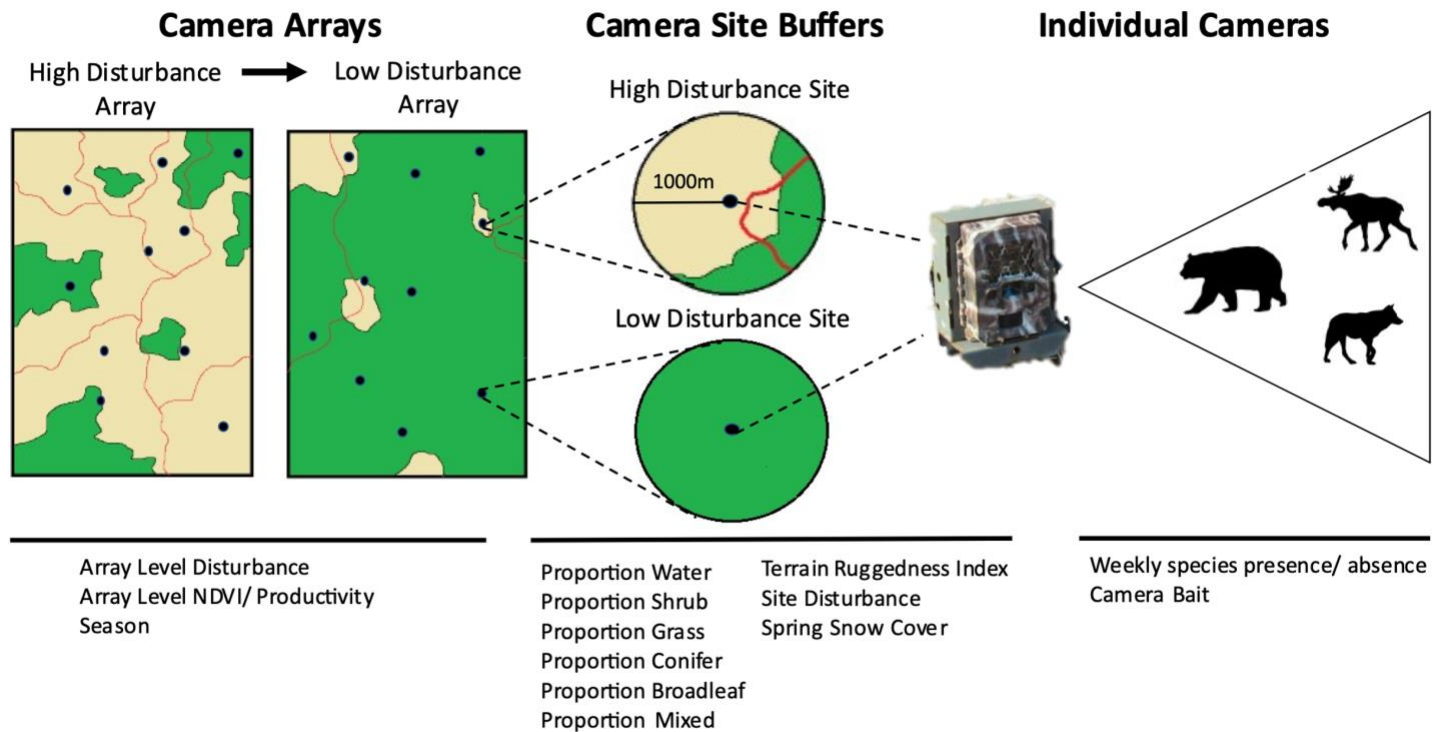 Camera Arrays
Camera Site Buffers
Individual Cameras
High Disturbance
Array
Low Disturbance
Array
High Disturbance Site
1000m
Low Disturbance Site
Array Level Disturbance
Array Level NDVI/ Productivity
Season
Proportion Water
Proportion Shrub
Proportion Grass
Proportion Conifer
Proportion Broadleaf
Proportion Mixed
Terrain Ruggedness Index
Site Disturbance
Spring Snow Cover
Weekly species presence/ absence
Camera Bait